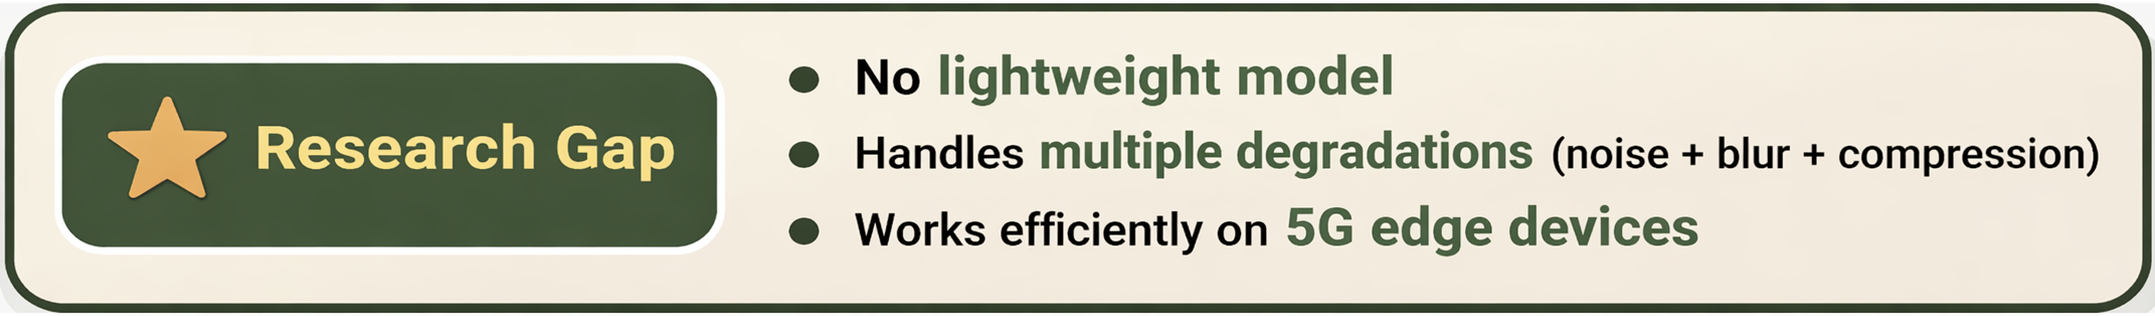 Research Gap
No lightweight model
Handles multiple degradations (noise + blur + compression)
Works efficiently on 5G edge devices